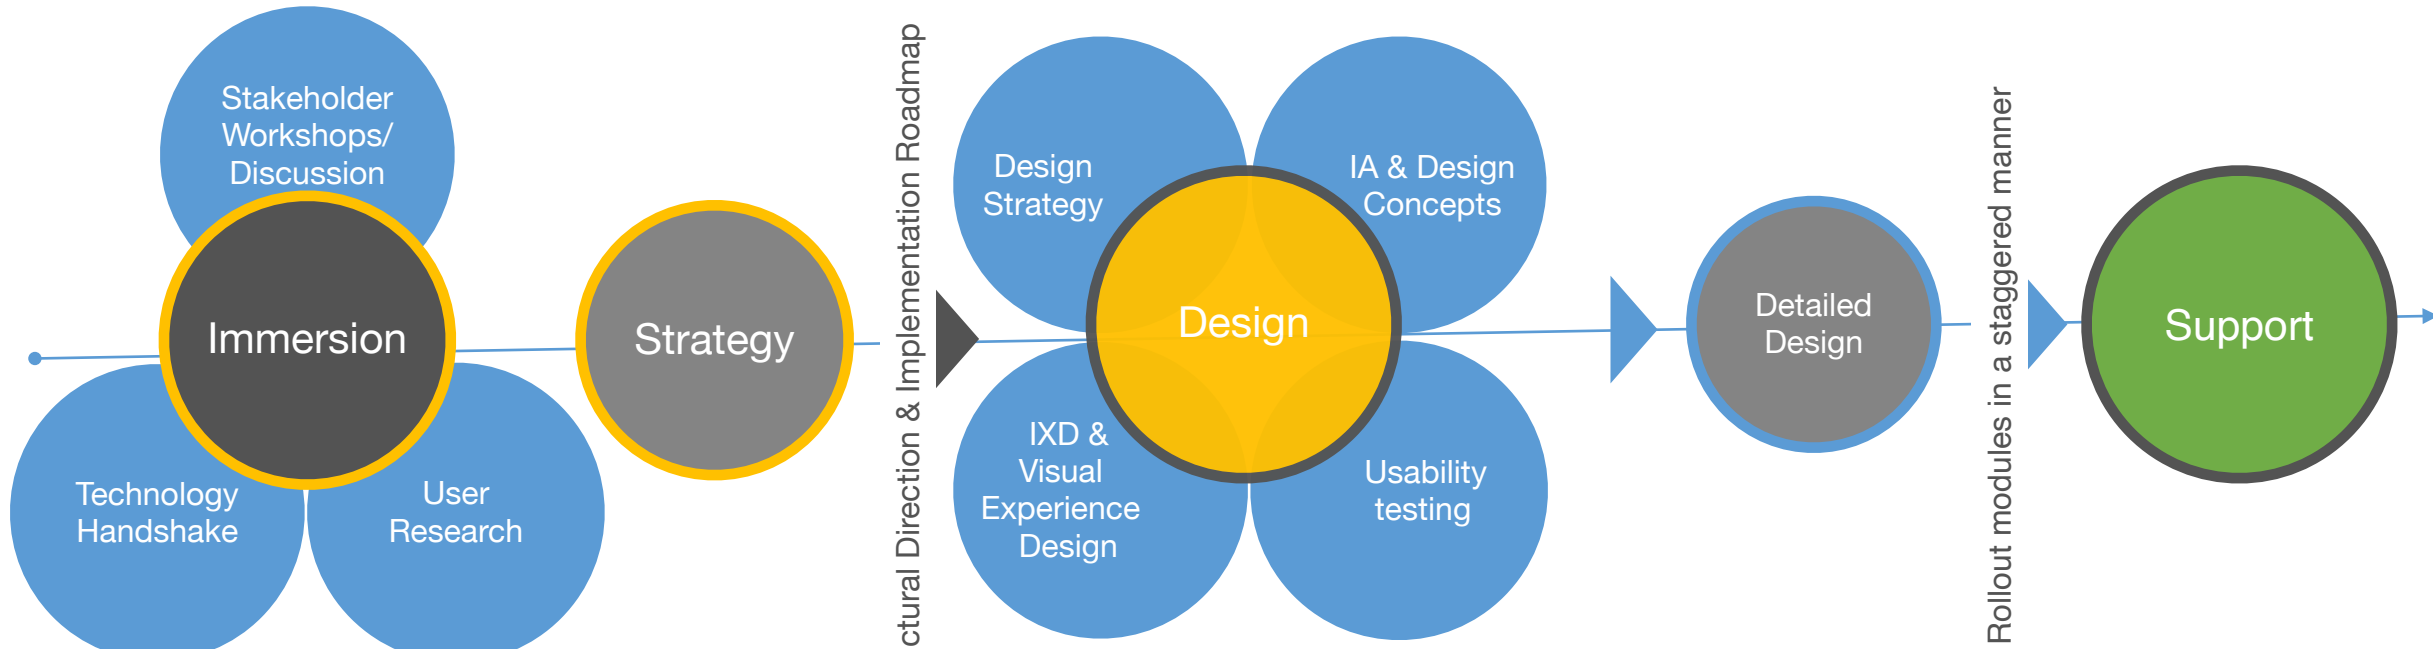 Stakeholder
Workshops/
Discussion
Immersion
Technology
Handshake
User
Research
Strategy
ctural Direction & Implementation Roadmap
Design
Strategy
IA & Design
Concepts
Design
IXD &
Visual
Experience
Design
Usability
testing
Detailed
Design
Rollout modules in a staggered manner
Support